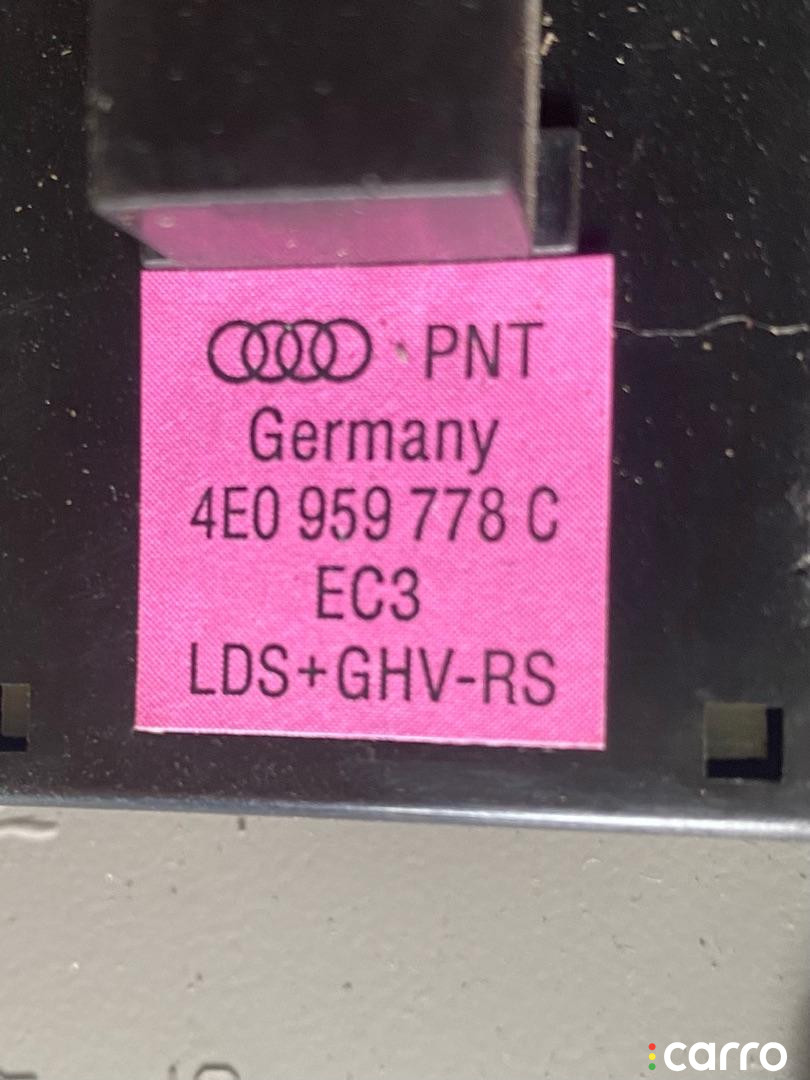 PNT
Germany
4E0 959 778 C
EC3
LDS+GHV-RS
carro